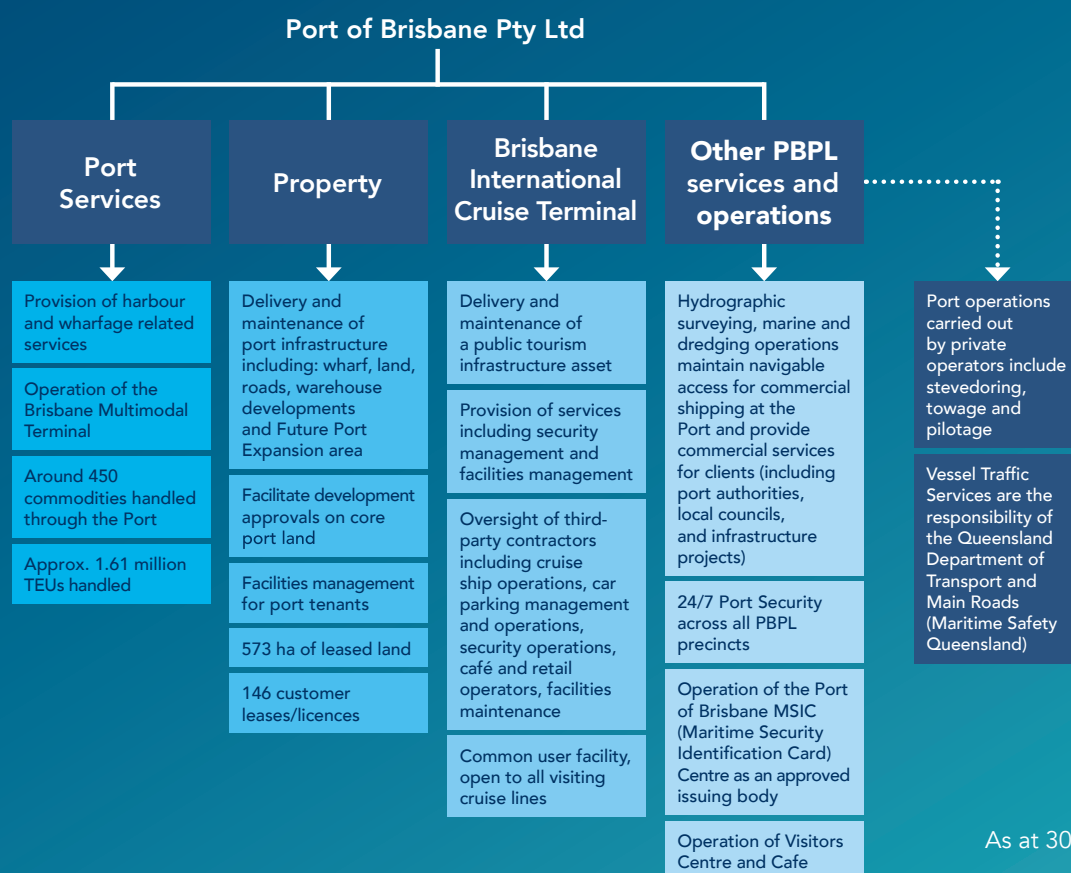 Port of Brisbane Pty Ltd
Port
Services
Provision of harbour
and wharfage related
services
Operation of the
Brisbane Multimodal
Terminal
Around 450
commodities handled
through the Port
Approx. 1.61 million
TEUs handled
Property
Delivery and
maintenance of
port infrastructure
including: wharf, land,
roads, warehouse
developments
and Future Port
Expansion area
Facilitate development
approvals on core
port land
Facilities management
for port tenants
573 ha of leased land
146 customer
leases/licences
Brisbane
International
Cruise Terminal
Delivery and
maintenance of
a public tourism
infrastructure asset
Provision of services
including security
management and
facilities management
Oversight of third-
party contractors
including cruise
ship operations, car
parking management
and operations,
security operations,
café and retail
operators, facilities
maintenance
Common user facility,
open to all visiting
cruise lines
Other PBPL
services and
operations
Hydrographic
surveying, marine and
dredging operations
maintain navigable
access for commercial
shipping at the
Port and provide
commercial services
for clients (including
port authorities,
local councils,
and infrastructure
projects)
24/7 Port Security
across all PBPL
precincts
Operation of the Port
of Brisbane MSIC
(Maritime Security
Identification Card)
Centre as an approved
issuing body
Operation of Visitors
Centre and Cafe
Port operations
carried out
by private
operators include
stevedoring,
towage and
pilotage
Vessel Traffic
Services are the
responsibility of
the Queensland
Department of
Transport and
Main Roads
(Maritime Safety
Queensland)
As at 30